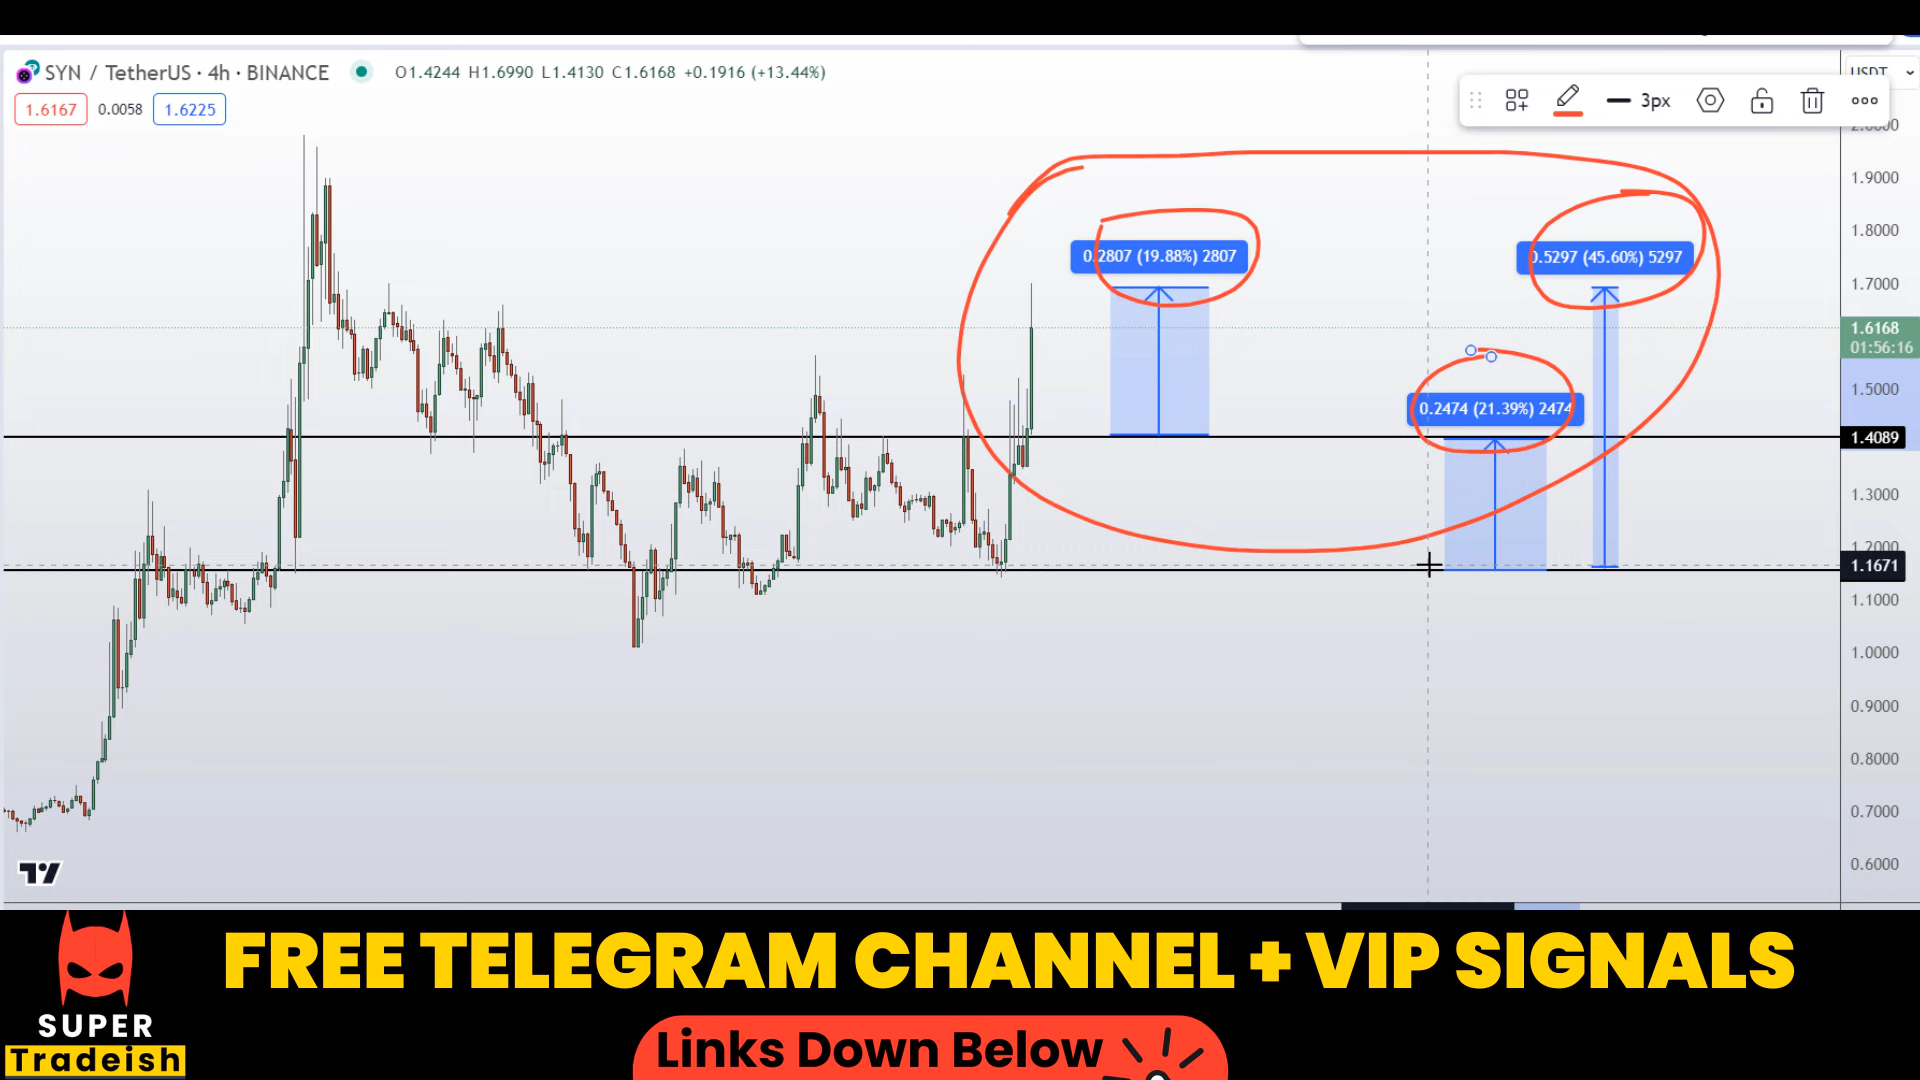 SYN / TetherUS · 4h · BINANCE
O1.4244 H1.6990 L1.4130 C1.6168 +0.1916 (+13.44%)
USDT
1.6167 0.0058 1.6225
3px
1.9000
1.8000
0.2807 (19.88%) 2807
0.5297 (45.60%) 5297
1.7000
1.6168
01:56:16
1.5000
0.2474 (21.39%) 2474
1.4089
1.3000
1.2000
1.1671
1.1000
1.0000
0.9000
0.8000
0.7000
0.6000
FREE TELEGRAM CHANNEL + VIP SIGNALS
SUPER
Tradeish
Links Down Below